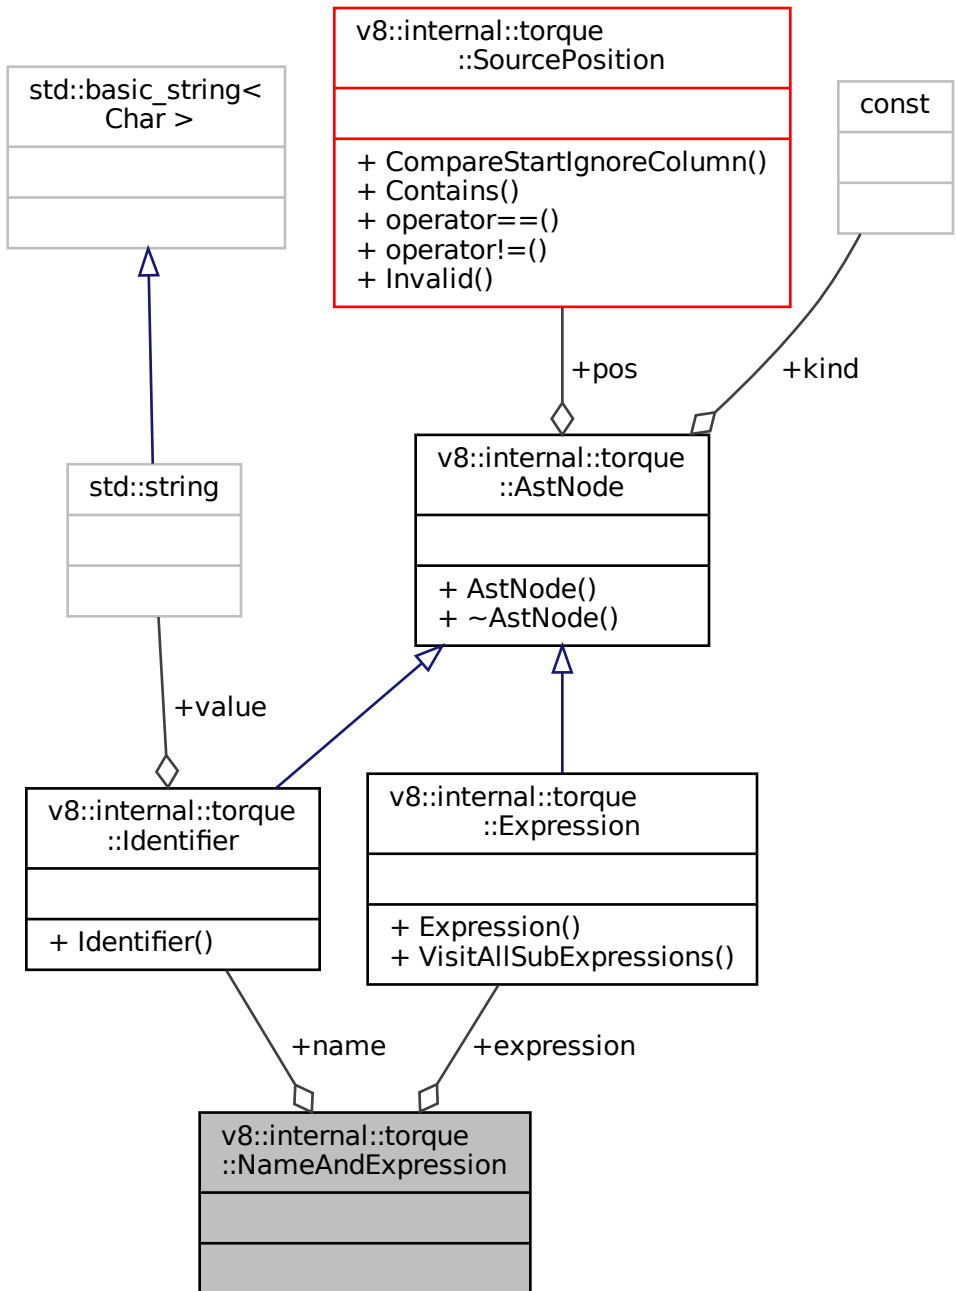 v8::internal::torque
::SourcePosition
+ CompareStartIgnoreColumn()
+ Contains()
+ operator==()
+ operator!=()
+ Invalid()
std::basic_string<
Char >
const
+pos
+kind
v8::internal::torque
::AstNode
+ AstNode()
+ ~AstNode()
std::string
+value
v8::internal::torque
::Identifier
+ Identifier()
v8::internal::torque
::Expression
+ Expression()
+ VisitAllSubExpressions()
+name
+expression
v8::internal::torque
::NameAndExpression